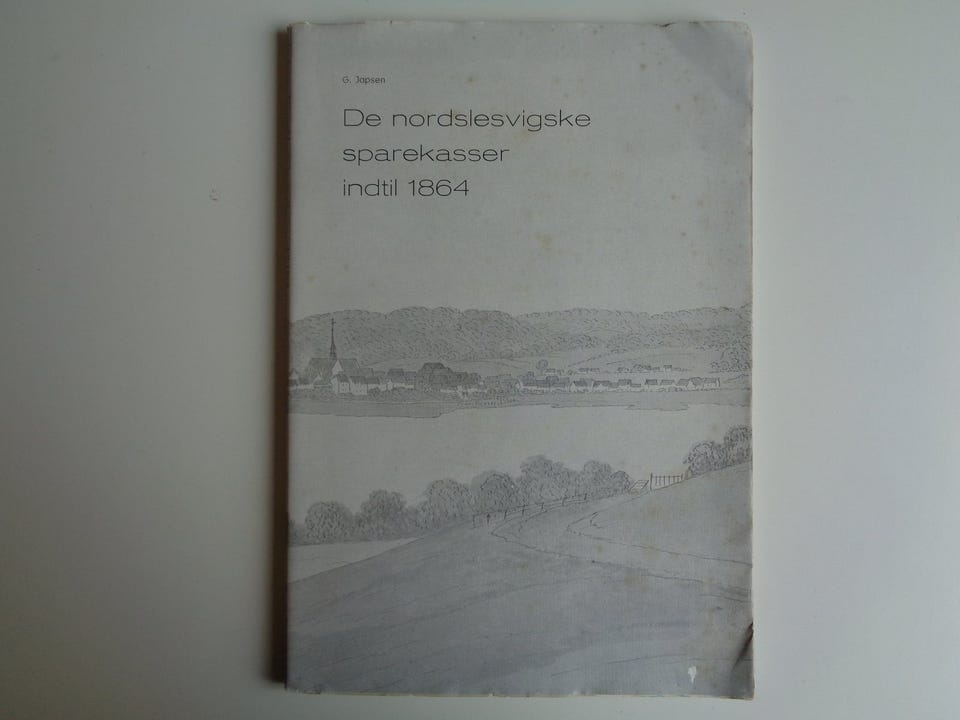 G. Japsen
De nordslesvigske
sparekasser
indtil 1864